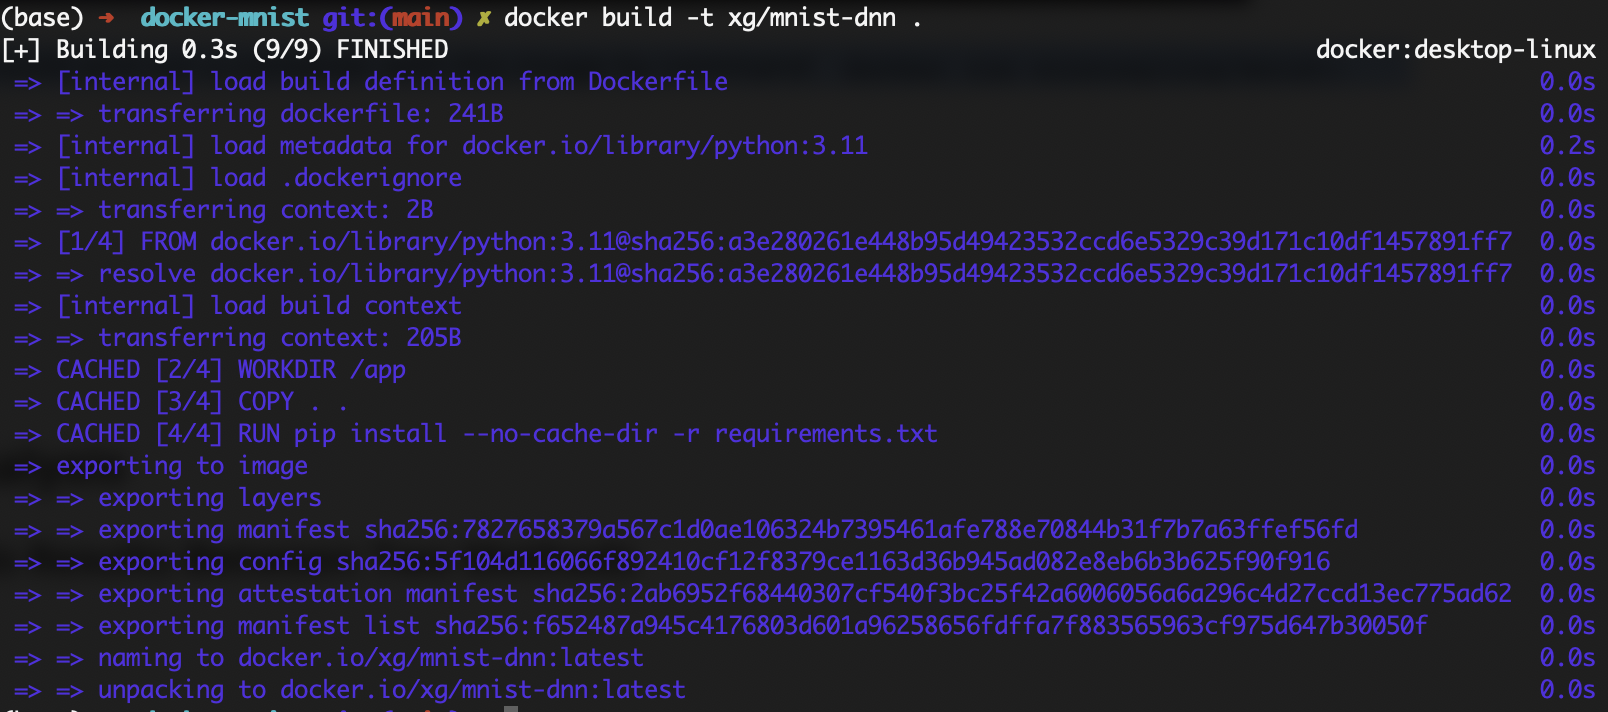 (base) ➜ docker-mnist git:(main) ✗ docker build -t xg/mnist-dnn .
[+] Building 0.3s (9/9) FINISHED docker:desktop-linux
=> [internal] load build definition from Dockerfile 0.0s
=> => transferring dockerfile: 241B 0.0s
=> [internal] load metadata for docker.io/library/python:3.11 0.2s
=> [internal] load .dockerignore 0.0s
=> => transferring context: 2B 0.0s
=> [1/4] FROM docker.io/library/python:3.11@sha256:a3e280261e448b95d49423532ccd6e5329c39d171c10df1457891ff7 0.0s
=> => resolve docker.io/library/python:3.11@sha256:a3e280261e448b95d49423532ccd6e5329c39d171c10df1457891ff7 0.0s
=> [internal] load build context 0.0s
=> => transferring context: 205B 0.0s
=> CACHED [2/4] WORKDIR /app 0.0s
=> CACHED [3/4] COPY . . 0.0s
=> CACHED [4/4] RUN pip install --no-cache-dir -r requirements.txt 0.0s
=> exporting to image 0.0s
=> => exporting layers 0.0s
=> => exporting manifest sha256:7827658379a567c1d0ae106324b7395461afe788e70844b31f7b7a63ffef56fd 0.0s
=> => exporting config sha256:5f104d116066f892410cf12f8379ce1163d36b945ad082e8eb6b3b625f90f916 0.0s
=> => exporting attestation manifest sha256:2ab6952f68440307cf540f3bc25f42a6006056a6a296c4d27ccd13ec775ad62 0.0s
=> => exporting manifest list sha256:f652487a945c4176803d601a96258656fdffa7f883565963cf975d647b30050f 0.0s
=> => naming to docker.io/xg/mnist-dnn:latest 0.0s
=> => unpacking to docker.io/xg/mnist-dnn:latest 0.0s